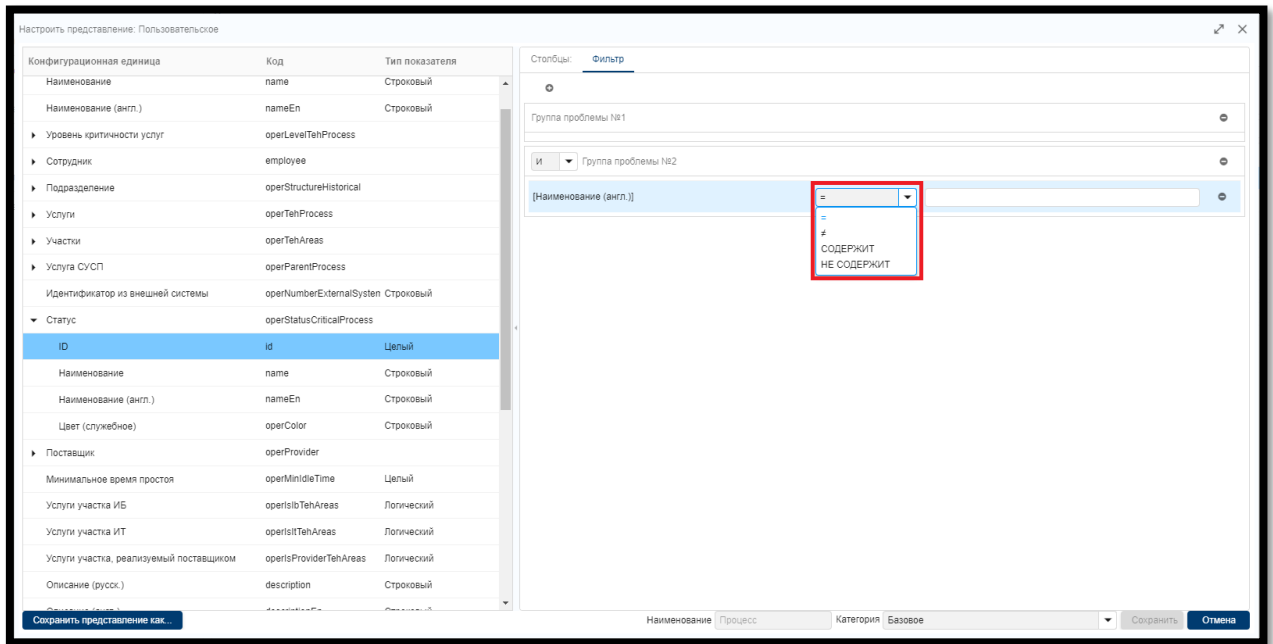 Настроить представление: Пользовательское
Конфигурационная единица Код Тип показателя
Наименование name Строковый
Наименование (англ.) nameEn Строковый
Уровень критичности услуг operLevelTehProcess
Сотрудник employee
Подразделение operStructureHistorical
Услуги operTehProcess
Участки operTehAreas
Услуга СУСП operParentProcess
Идентификатор из внешней системы operNumberExternalSysten Строковый
Статус operStatusCriticalProcess
ID id Целый
Наименование name Строковый
Наименование (англ.) nameEn Строковый
Цвет (служебное) operColor Строковый
Поставщик operProvider
Минимальное время простоя operMinIdleTime Целый
Услуги участка ИБ operIsIbTehAreas Логический
Услуги участка ИТ operIsItTehAreas Логический
Услуги участка, реализуемый поставщиком operIsProviderTehAreas Логический
Описание (русск.) description Строковый
Сохранить представление как...
Столбцы: Фильтр
Группа проблемы №1
И Группа проблемы №2
[Наименование (англ.)] =
=
≠
СОДЕРЖИТ
НЕ СОДЕРЖИТ
Наименование Процесс Категория Базовое Сохранить Отмена